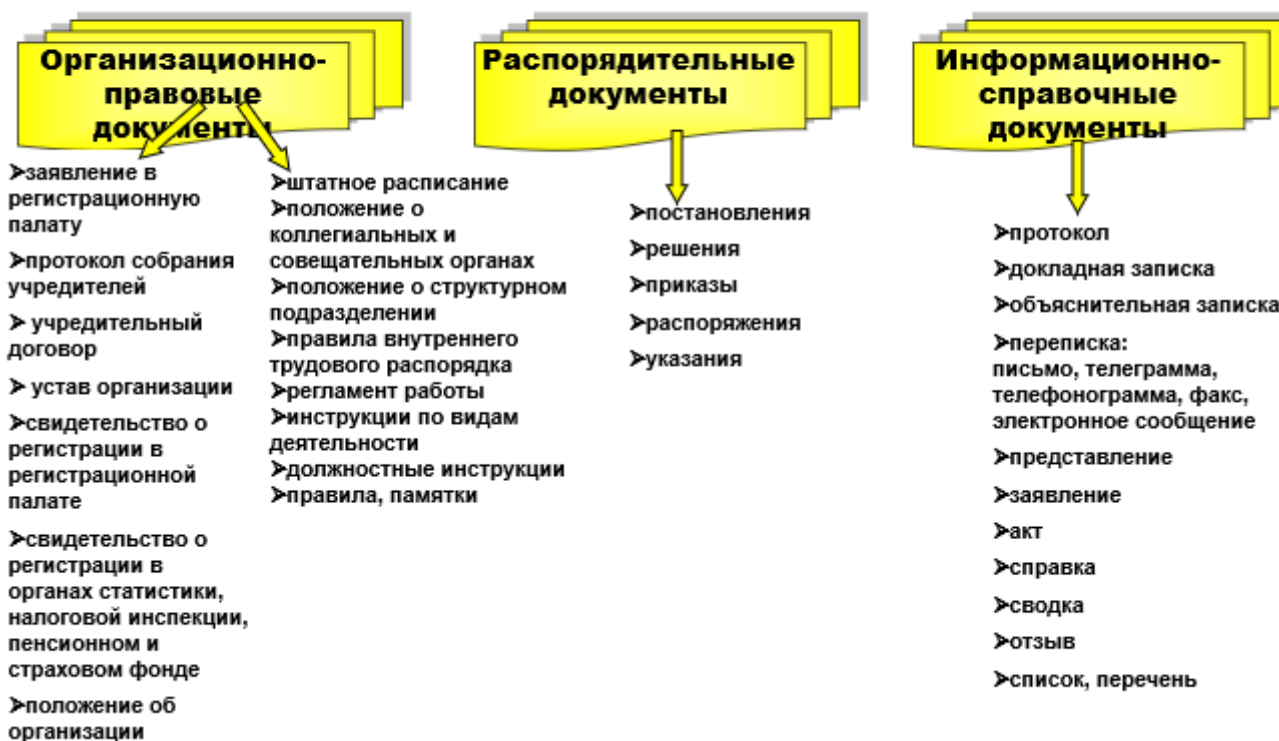 Организационно-
правовые
документы
➤заявление в
регистрационную
палату
➤протокол собрания
учредителей
➤ учредительный
договор
➤ устав организации
➤свидетельство о
регистрации в
регистрационной
палате
➤свидетельство о
регистрации в
органах статистики,
налоговой инспекции,
пенсионном и
страховом фонде
➤положение об
организации
➤штатное расписание
➤положение о
коллегиальных и
совещательных органах
➤положение о структурном
подразделении
➤правила внутреннего
трудового распорядка
➤регламент работы
➤инструкции по видам
деятельности
➤должностные инструкции
➤правила, памятки
Распорядительные
документы
➤постановления
➤решения
➤приказы
➤распоряжения
➤указания
Информационно-
справочные
документы
➤протокол
➤докладная записка
➤объяснительная записка
➤переписка:
письмо, телеграмма,
телефонограмма, факс,
электронное сообщение
➤представление
➤заявление
➤акт
➤справка
➤сводка
➤отзыв
➤список, перечень